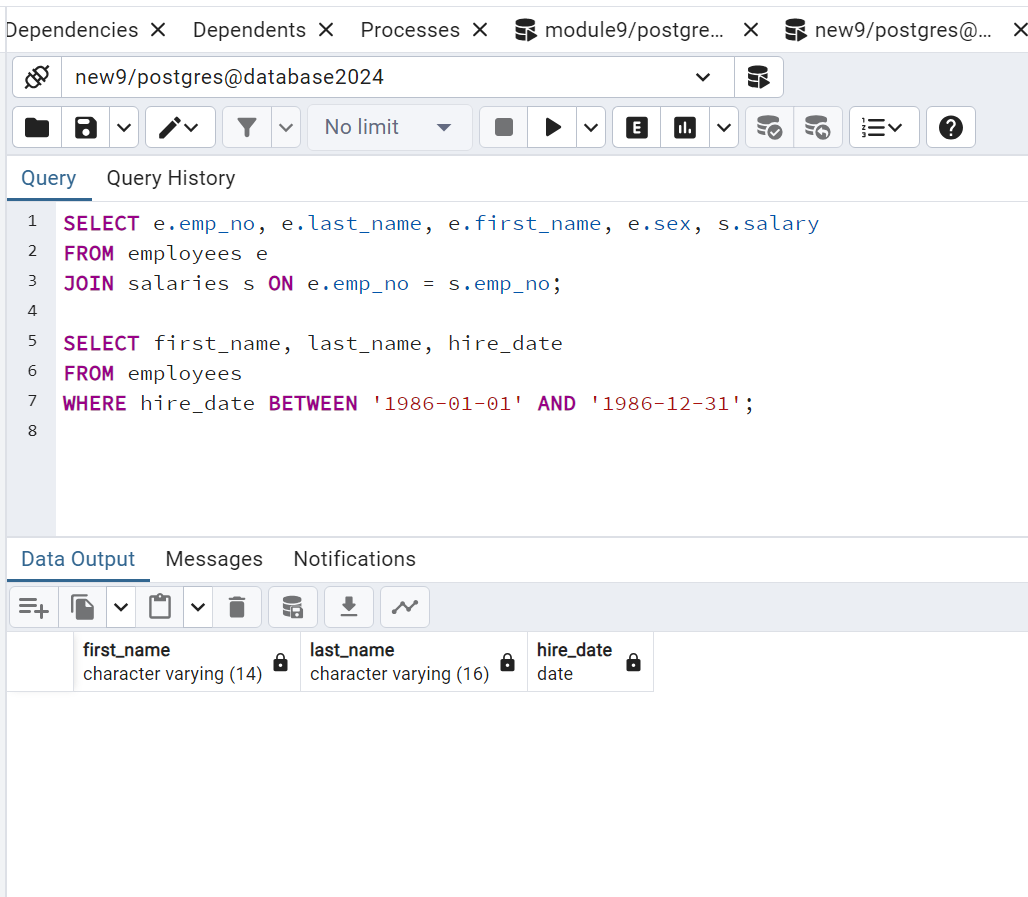 Dependencies Dependents Processes module9/postgre... new9/postgres@...
new9/postgres@database2024
No limit E
Query Query History
1 SELECT e.emp_no, e.last_name, e.first_name, e.sex, s.salary
2 FROM employees e
3 JOIN salaries s ON e.emp_no = s.emp_no;
4
5 SELECT first_name, last_name, hire_date
6 FROM employees
7 WHERE hire_date BETWEEN '1986-01-01' AND '1986-12-31';
8
Data Output Messages Notifications
first_name last_name hire_date
character varying (14) character varying (16) date